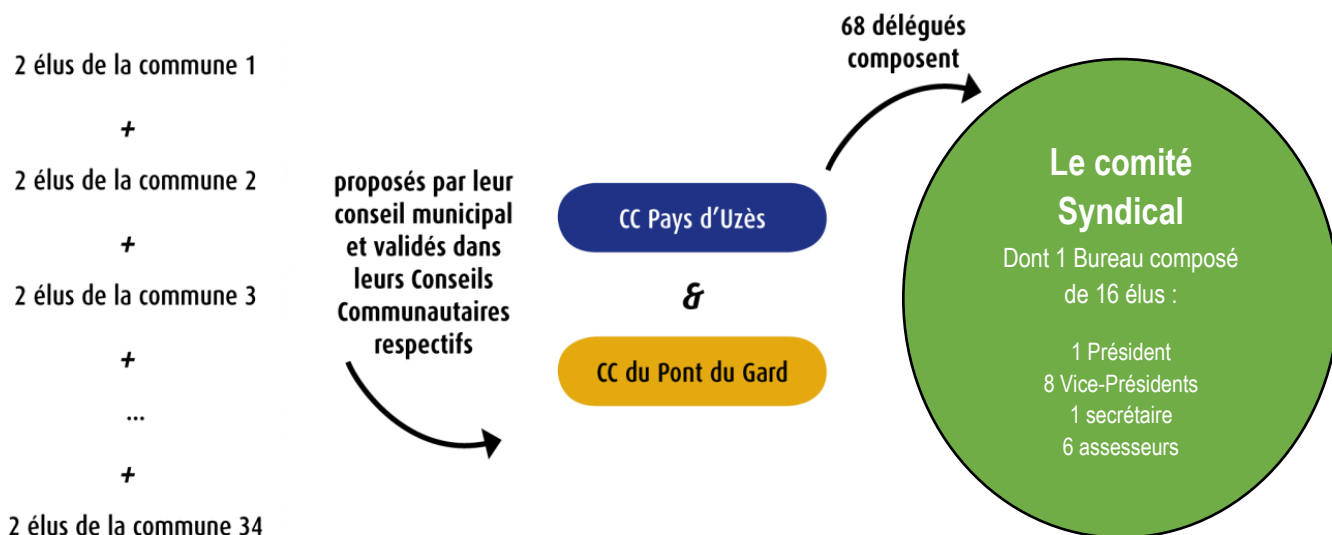 2 élus de la commune 1
+
2 élus de la commune 2
+
2 élus de la commune 3
+
...
+
2 élus de la commune 34
proposés par leur
conseil municipal
et validés dans
leurs Conseils
Communautaires
respectifs
CC Pays d'Uzès
&
CC du Pont du Gard
68 délégués
composent
Le comité
Syndical
Dont 1 Bureau composé
de 16 élus :
1 Président
8 Vice-Présidents
1 secrétaire
6 assesseurs